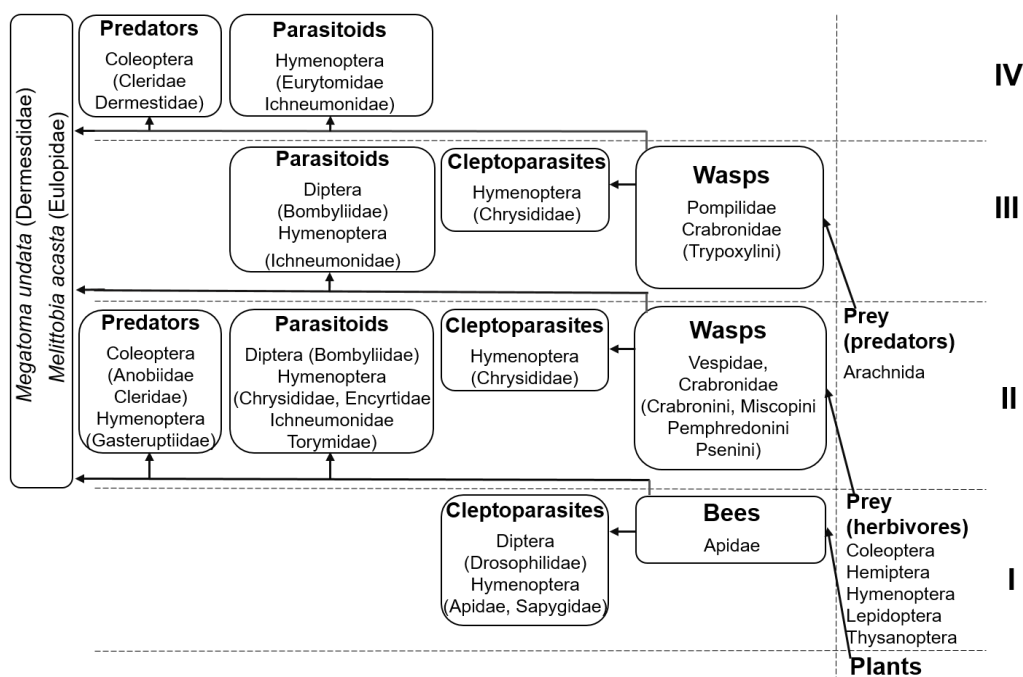 Megatoma undata (Dermesdidae)
Melittobia acasta (Eulopidae)
Predators
Coleoptera
(Cleridae
Dermestidae)
Parasitoids
Hymenoptera
(Eurytomidae
Ichneumonidae)
IV
Parasitoids
Diptera
(Bombyliidae)
Hymenoptera
(Ichneumonidae)
Cleptoparasites
Hymenoptera
(Chrysididae)
Wasps
Pompilidae
Crabronidae
(Trypoxylini)
III
Predators
Coleoptera
(Anobiidae
Cleridae)
Hymenoptera
(Gasteruptiidae)
Parasitoids
Diptera (Bombyliidae)
Hymenoptera
(Chrysididae, Encyrtidae
Ichneumonidae
Torymidae)
Cleptoparasites
Hymenoptera
(Chrysididae)
Wasps
Vespidae,
Crabronidae
(Crabronini, Miscopini
Pemphredonini
Psenini)
Prey
(predators)
Arachnida
II
Cleptoparasites
Diptera
(Drosophilidae)
Hymenoptera
(Apidae, Sapygidae)
Bees
Apidae
Prey
(herbivores)
Coleoptera
Hemiptera
Hymenoptera
Lepidoptera
Thysanoptera
I
Plants